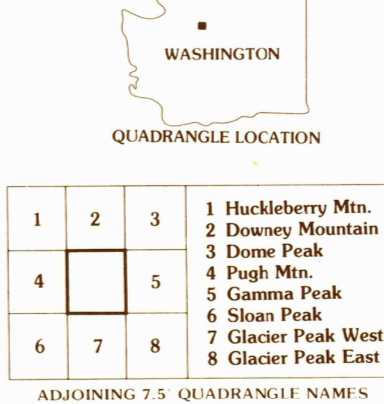 WASHINGTON
QUADRANGLE LOCATION
1 2 3
4 5
6 7 8
1 Huckleberry Mtn.
2 Downey Mountain
3 Dome Peak
4 Pugh Mtn.
5 Gamma Peak
6 Sloan Peak
7 Glacier Peak West
8 Glacier Peak East
ADJOINING 7.5' QUADRANGLE NAMES